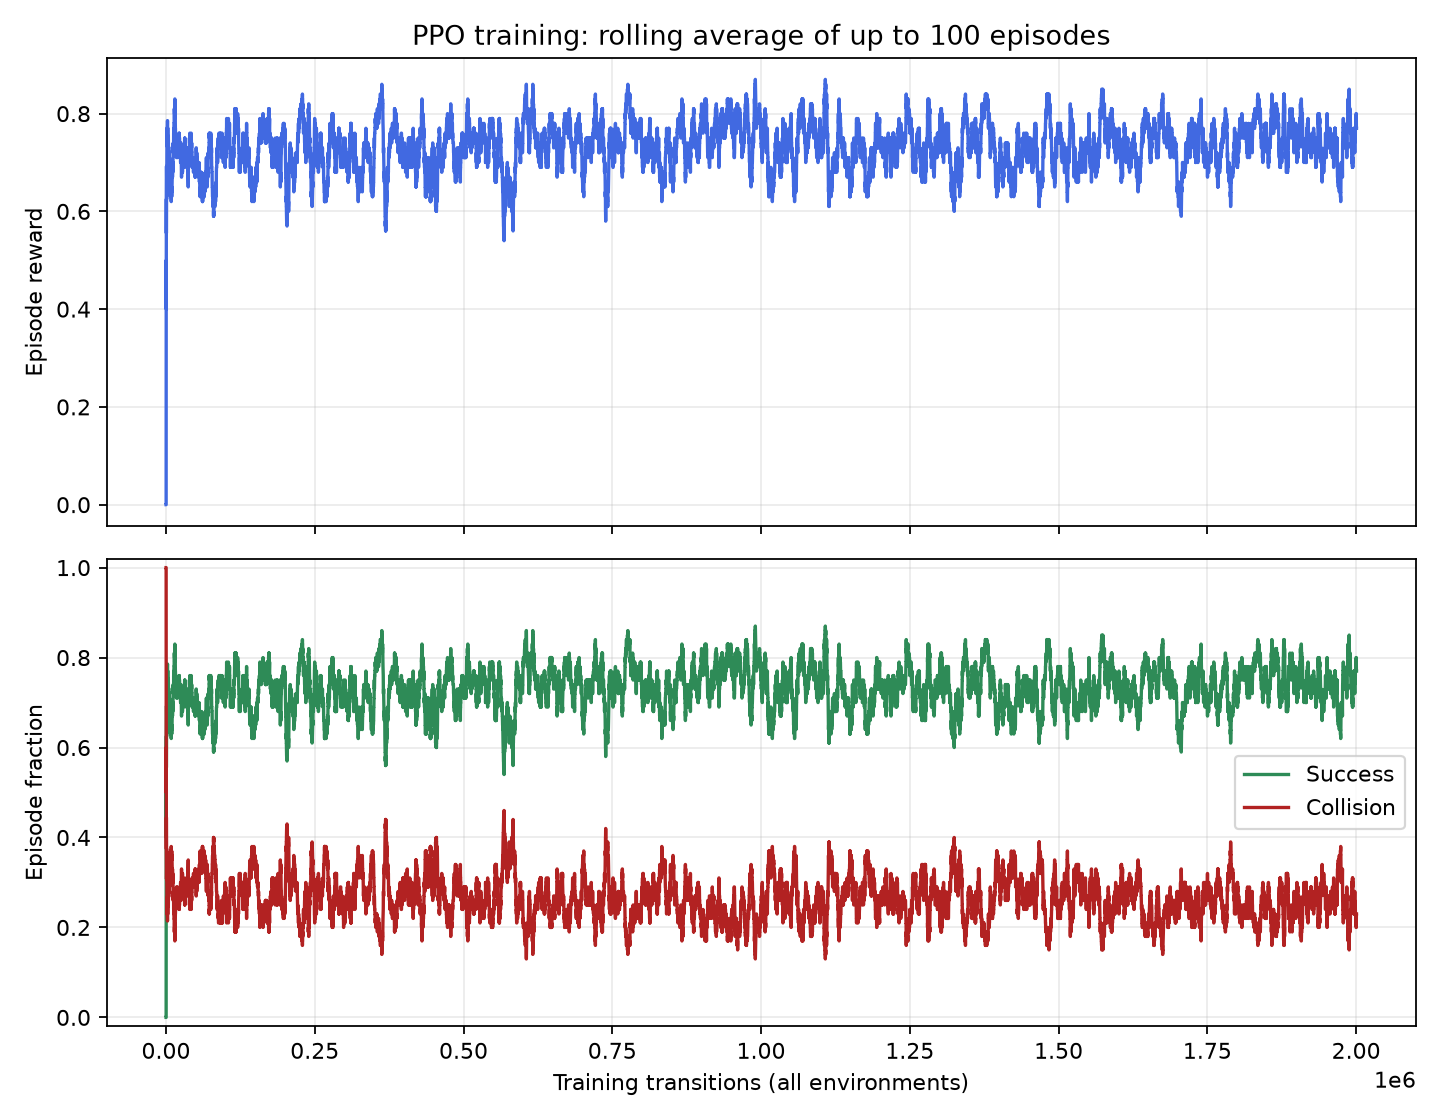 PPO training: rolling average of up to 100 episodes
Episode reward
0.8
0.6
0.4
0.2
0.0
Episode fraction
1.0
0.8
0.6
0.4
0.2
0.0
Success
Collision
0.00 0.25 0.50 0.75 1.00 1.25 1.50 1.75 2.00
1e6
Training transitions (all environments)